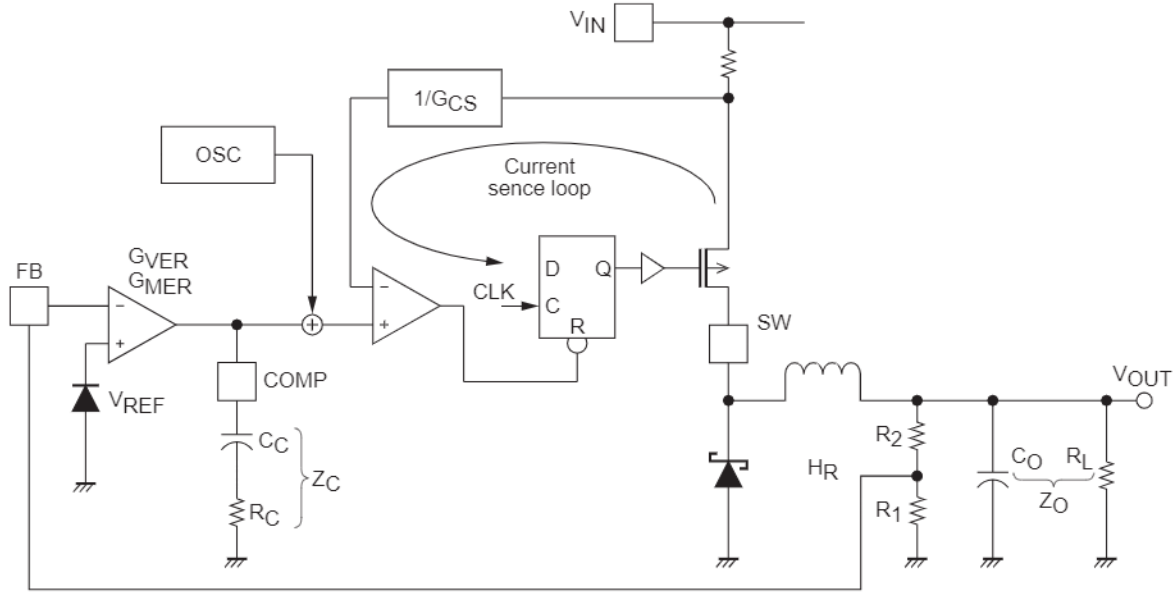 VIN
1/GCS
OSC
Current
sence loop
FB
GVER
GMER
D
Q
CLK
C
R
SW
COMP
VREF
VOUT
CC
ZC
RC
R2
HR
R1
CO
RL
ZO